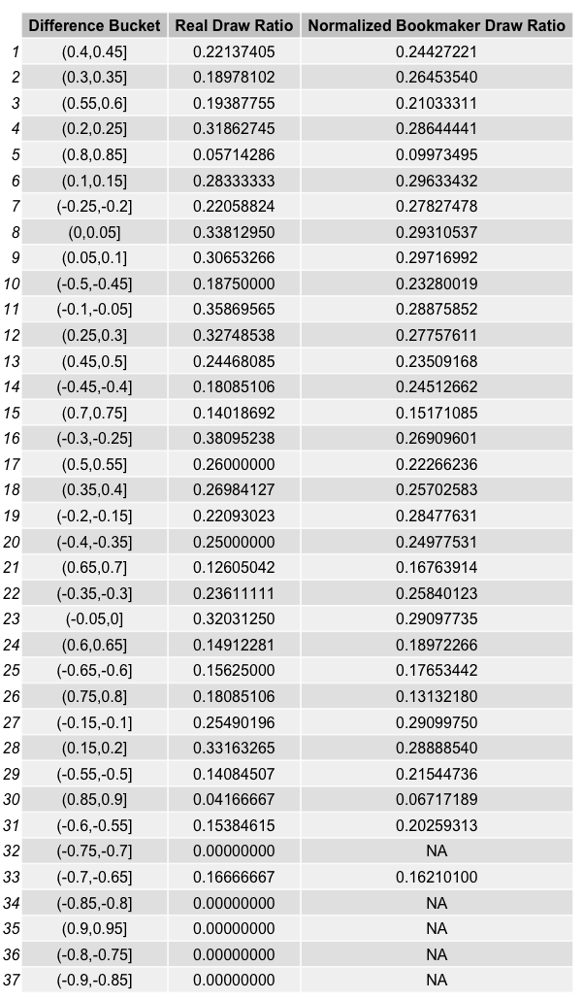 Difference Bucket Real Draw Ratio Normalized Bookmaker Draw Ratio
1 (0.4,0.45] 0.22137405 0.24427221
2 (0.3,0.35] 0.18978102 0.26453540
3 (0.55,0.6] 0.19387755 0.21033311
4 (0.2,0.25] 0.31862745 0.28644441
5 (0.8,0.85] 0.05714286 0.09973495
6 (0.1,0.15] 0.28333333 0.29633432
7 (-0.25,-0.2] 0.22058824 0.27827478
8 (0,0.05] 0.33812950 0.29310537
9 (0.05,0.1] 0.30653266 0.29716992
10 (-0.5,-0.45] 0.18750000 0.23280019
11 (-0.1,-0.05] 0.35869565 0.28875852
12 (0.25,0.3] 0.32748538 0.27757611
13 (0.45,0.5] 0.24468085 0.23509168
14 (-0.45,-0.4] 0.18085106 0.24512662
15 (0.7,0.75] 0.14018692 0.15171085
16 (-0.3,-0.25] 0.38095238 0.26909601
17 (0.5,0.55] 0.26000000 0.22266236
18 (0.35,0.4] 0.26984127 0.25702583
19 (-0.2,-0.15] 0.22093023 0.28477631
20 (-0.4,-0.35] 0.25000000 0.24977531
21 (0.65,0.7] 0.12605042 0.16763914
22 (-0.35,-0.3] 0.23611111 0.25840123
23 (-0.05,0] 0.32031250 0.29097735
24 (0.6,0.65] 0.14912281 0.18972266
25 (-0.65,-0.6] 0.15625000 0.17653442
26 (0.75,0.8] 0.18085106 0.13132180
27 (-0.15,-0.1] 0.25490196 0.29099750
28 (0.15,0.2] 0.33163265 0.28888540
29 (-0.55,-0.5] 0.14084507 0.21544736
30 (0.85,0.9] 0.04166667 0.06717189
31 (-0.6,-0.55] 0.15384615 0.20259313
32 (-0.75,-0.7] 0.00000000 NA
33 (-0.7,-0.65] 0.16666667 0.16210100
34 (-0.85,-0.8] 0.00000000 NA
35 (0.9,0.95] 0.00000000 NA
36 (-0.8,-0.75] 0.00000000 NA
37 (-0.9,-0.85] 0.00000000 NA